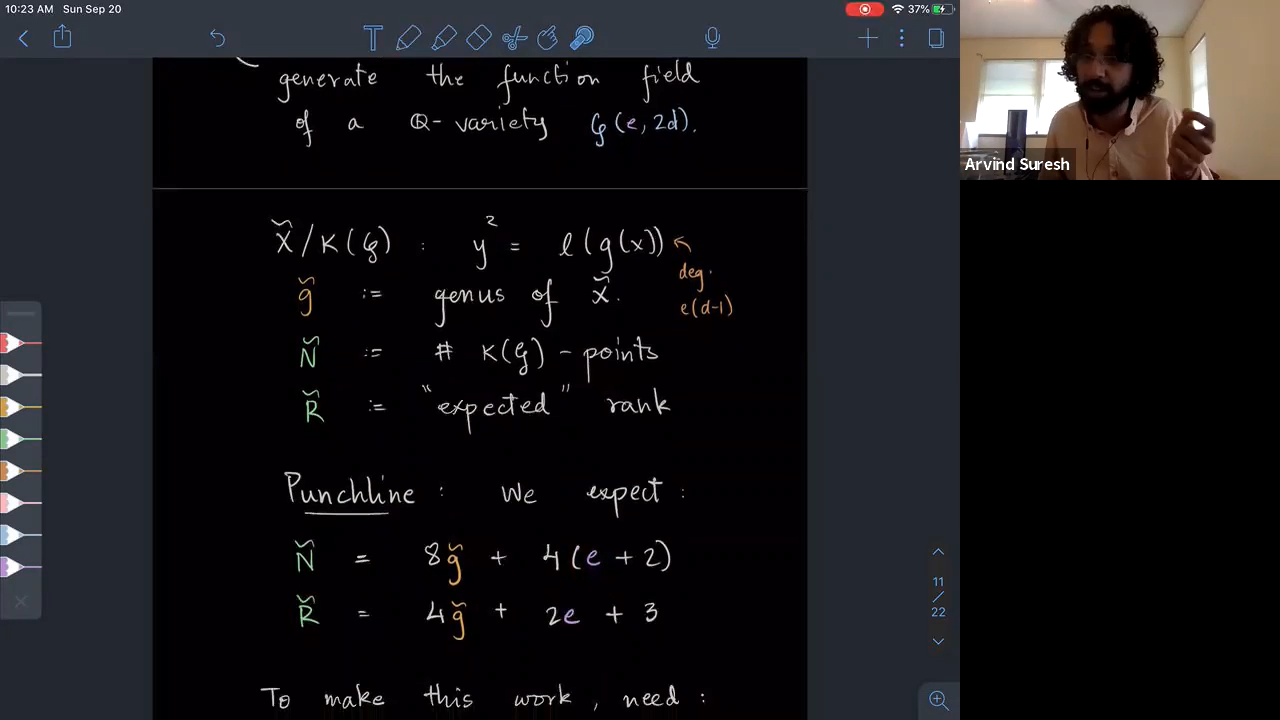 10:23 AM Sun Sep 20
37%
generate the function field
of a Q-variety G(e, 2d).
X̌/K(G) : y² = l(g(x))
deg.
e(d-1)
ǧ := genus of X̌.
Ň := # K(G) - points
Ř := "expected" rank
Punchline : We expect :
Ň = 8ǧ + 4(e + 2)
Ř = 4ǧ + 2e + 3
To make this work, need :
11
/
22
Arvind Suresh